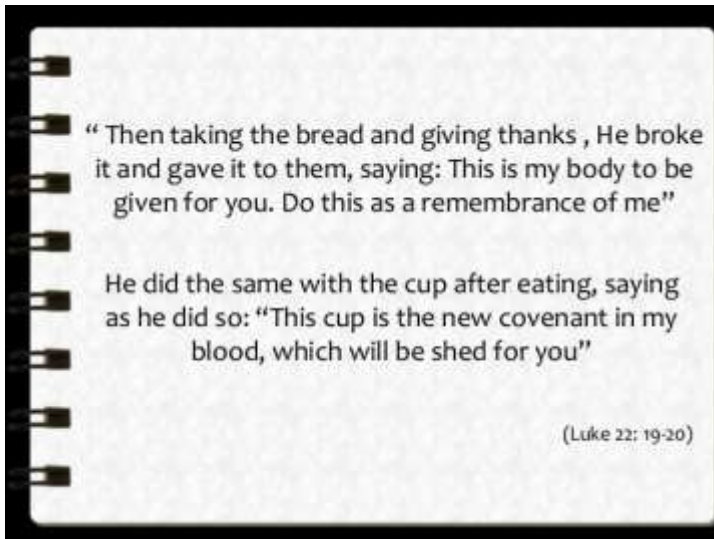 “ Then taking the bread and giving thanks , He broke
it and gave it to them, saying: This is my body to be
given for you. Do this as a remembrance of me”
He did the same with the cup after eating, saying
as he did so: “This cup is the new covenant in my
blood, which will be shed for you”
(Luke 22: 19-20)